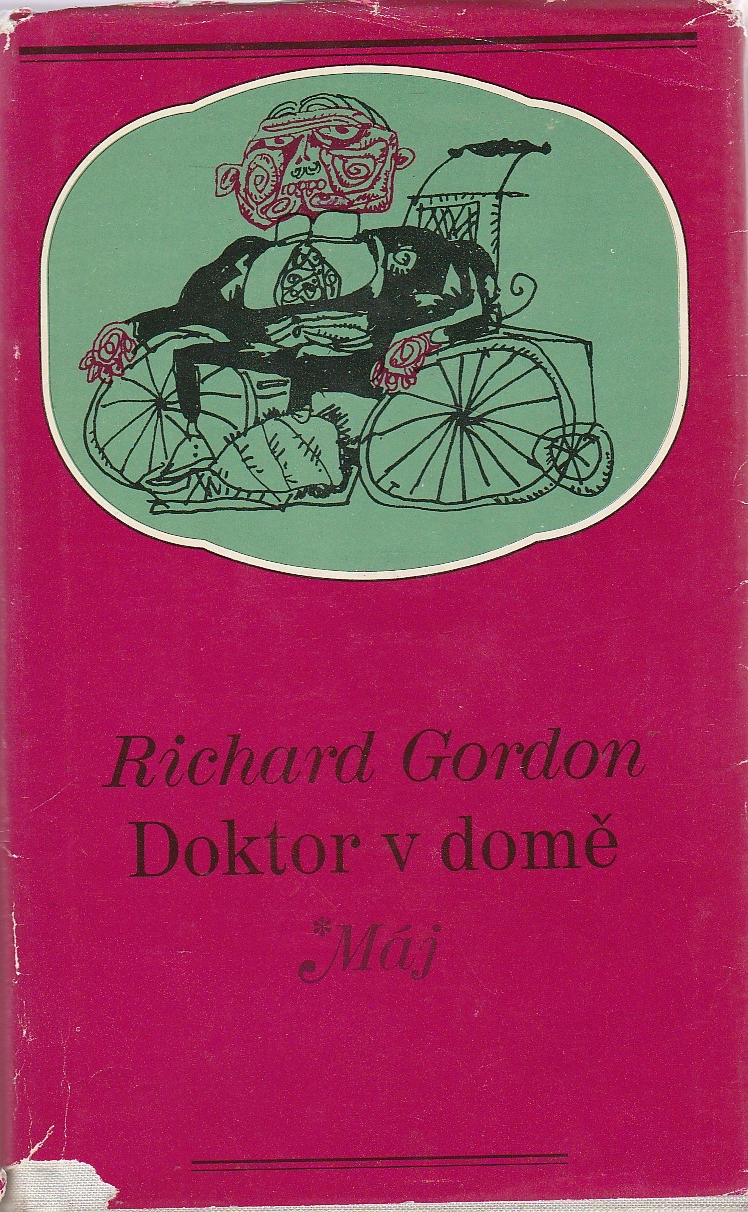 Richard Gordon
Doktor v domě
*Máj